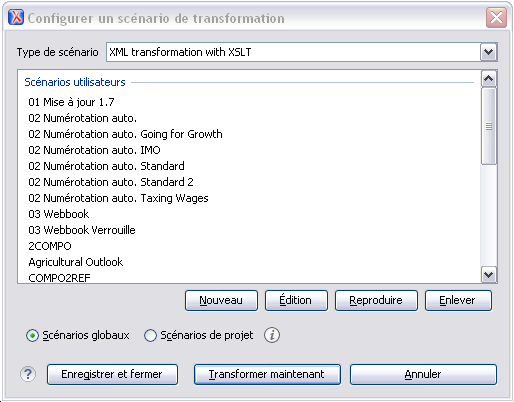 Configurer un scénario de transformation
Type de scénario XML transformation with XSLT
Scénarios utilisateurs
01 Mise à jour 1.7
02 Numérotation auto.
02 Numérotation auto. Going for Growth
02 Numérotation auto. IMO
02 Numérotation auto. Standard
02 Numérotation auto. Standard 2
02 Numérotation auto. Taxing Wages
03 Webbook
03 Webbook Verrouille
2COMPO
Agricultural Outlook
COMPO2REF
Nouveau Édition Reproduire Enlever
Scénarios globaux Scénarios de projet i
? Enregistrer et fermer Transformer maintenant Annuler